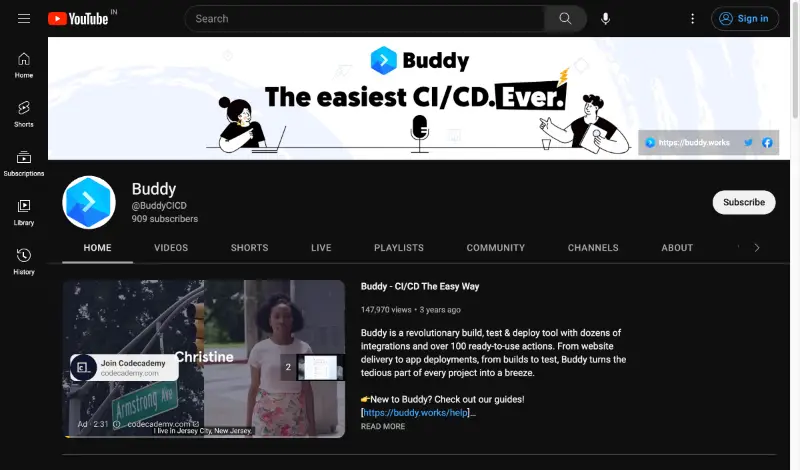 YouTube IN
Search
Sign in
Home
Shorts
Subscriptions
Library
History
Buddy
The easiest CI/CD. Ever.
https://buddy.works
Buddy
@BuddyCICD
909 subscribers
Subscribe
HOME VIDEOS SHORTS LIVE PLAYLISTS COMMUNITY CHANNELS ABOUT
Christine
Join Codecademy
codecademy.com
2
Armstrong Ave
Ad · 2:31 codecademy.com
I live in Jersey City, New Jersey.
Buddy - CI/CD The Easy Way
147,970 views • 3 years ago
Buddy is a revolutionary build, test & deploy tool with dozens of
integrations and over 100 ready-to-use actions. From website
delivery to app deployments, from builds to test, Buddy turns the
tedious part of every project into a breeze.
👉New to Buddy? Check out our guides!
[https://buddy.works/help]...
READ MORE